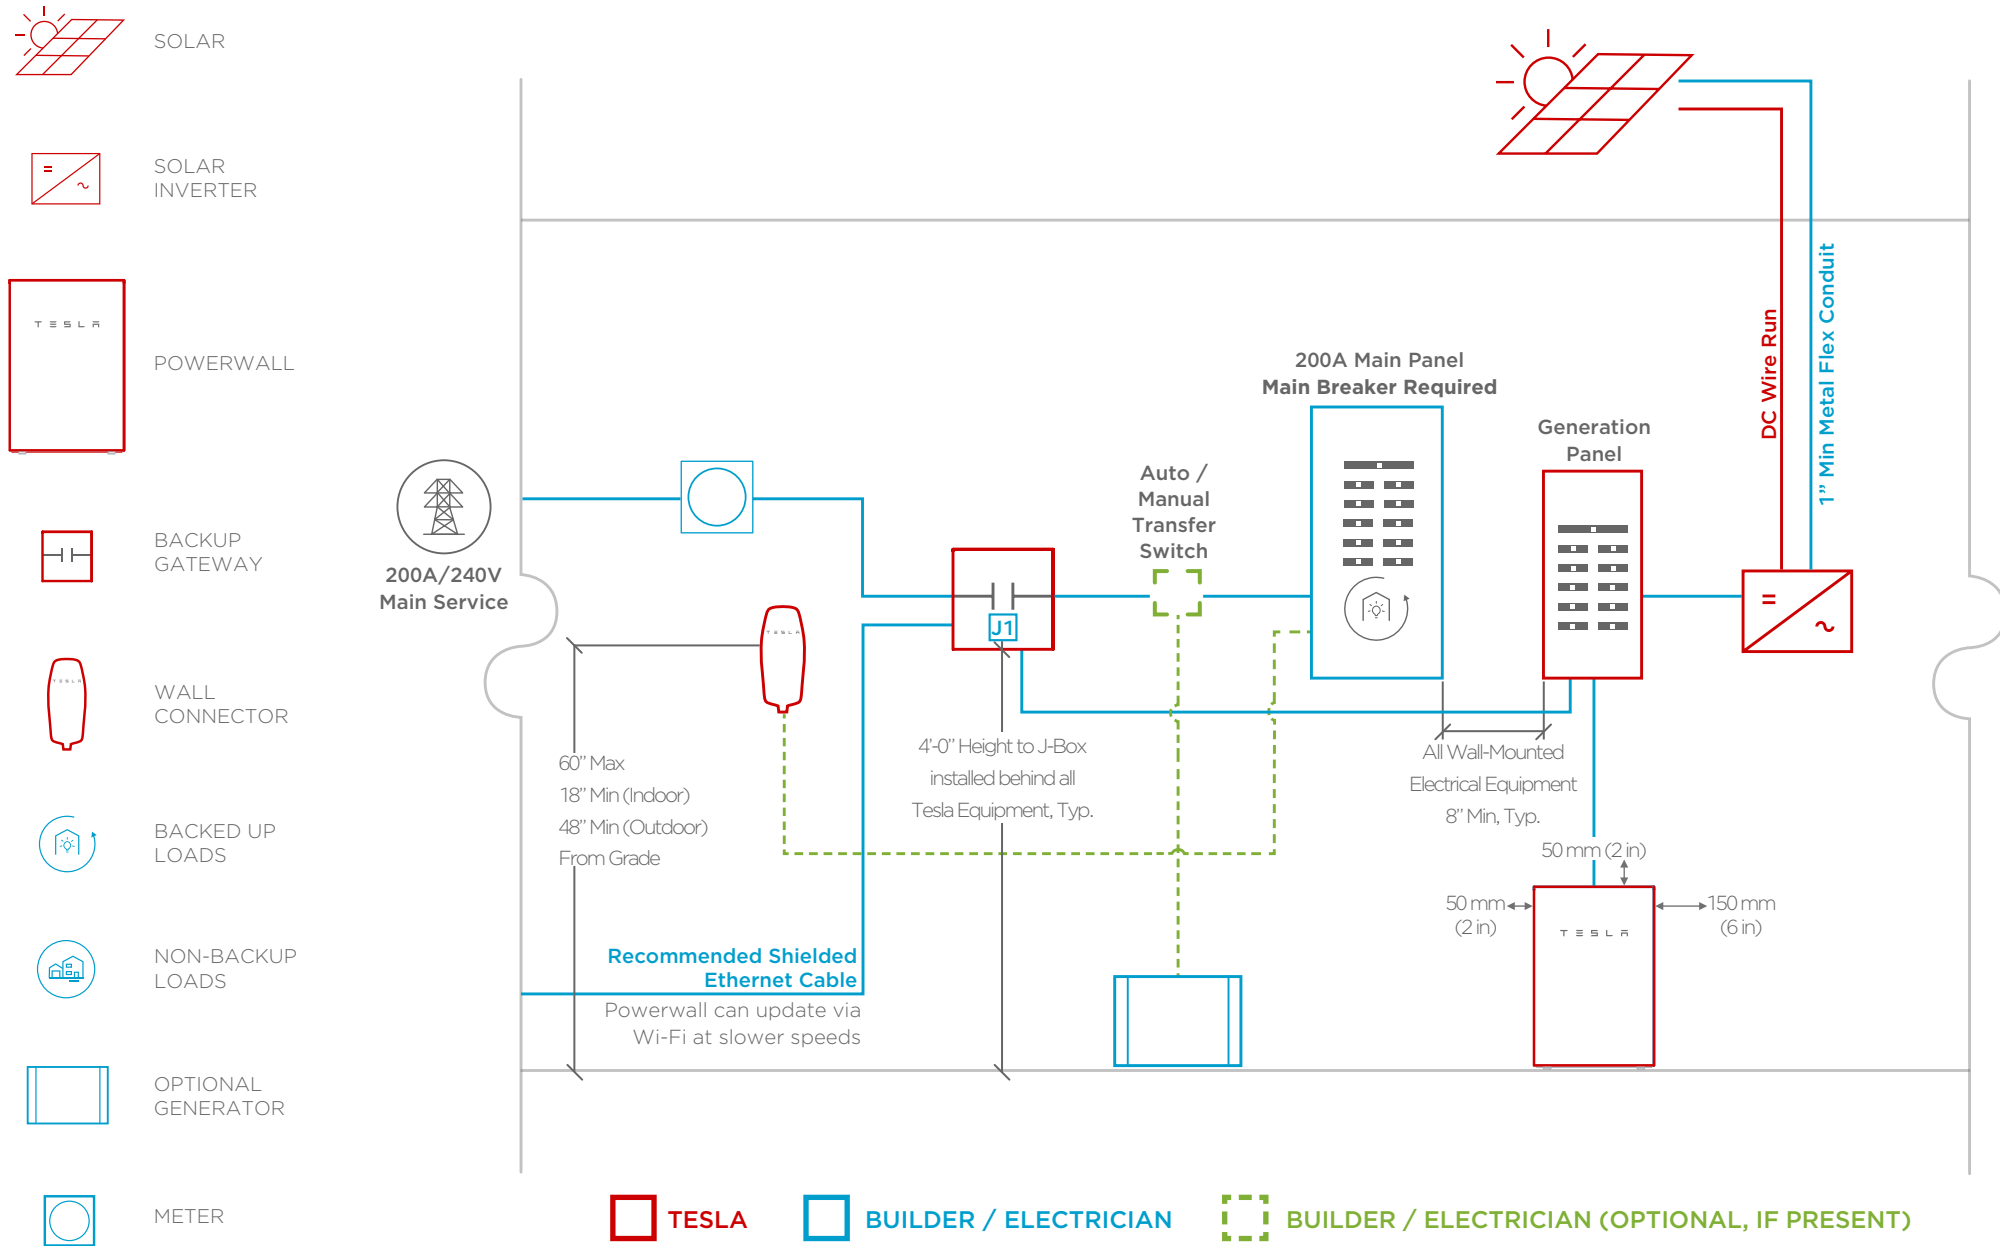 SOLAR
SOLAR
INVERTER
TESLA
POWERWALL
BACKUP
GATEWAY
TESLA
WALL
CONNECTOR
BACKED UP
LOADS
NON-BACKUP
LOADS
OPTIONAL
GENERATOR
METER
200A/240V
Main Service
TESLA
60” Max
18” Min (Indoor)
48” Min (Outdoor)
From Grade
Recommended Shielded
Ethernet Cable
Powerwall can update via
Wi-Fi at slower speeds
J1
4’-0” Height to J-Box
installed behind all
Tesla Equipment, Typ.
Auto /
Manual
Transfer
Switch
200A Main Panel
Main Breaker Required
Generation
Panel
DC Wire Run
1” Min Metal Flex Conduit
All Wall-Mounted
Electrical Equipment
8” Min, Typ.
50 mm (2 in)
50 mm
(2 in)
150 mm
(6 in)
TESLA
TESLA
BUILDER / ELECTRICIAN
BUILDER / ELECTRICIAN (OPTIONAL, IF PRESENT)